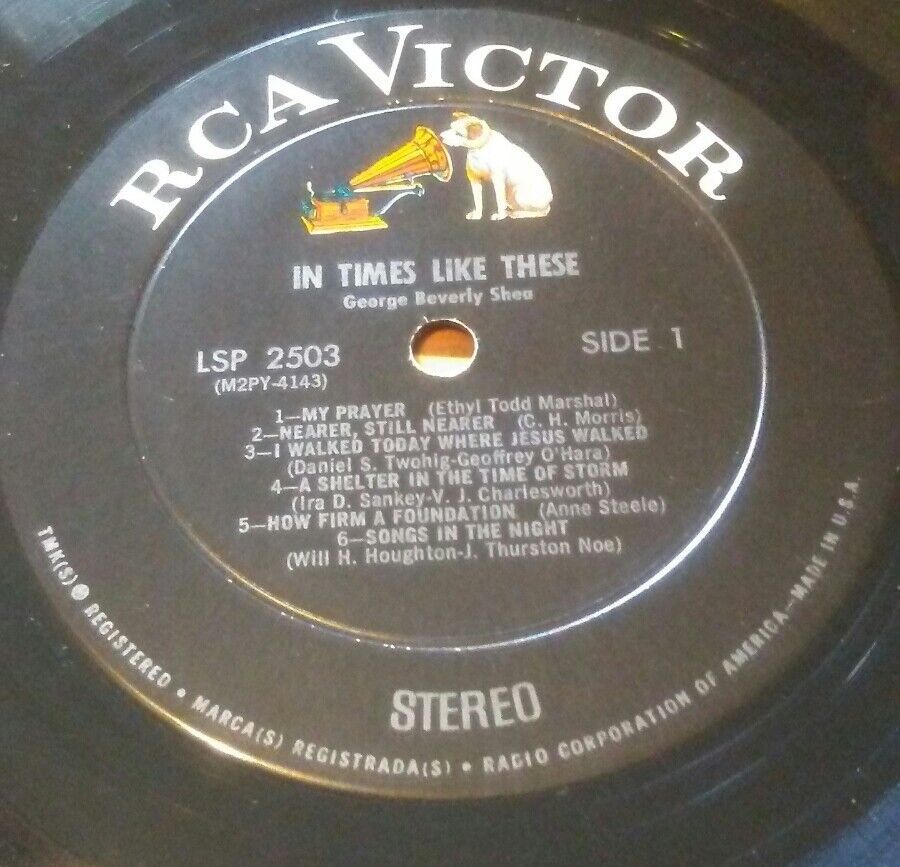 RCA VICTOR
IN TIMES LIKE THESE
George Beverly Shea
LSP 2503
(M2PY-4143)
SIDE 1
1—MY PRAYER (Ethyl Todd Marshal)
2—NEARER, STILL NEARER (C. H. Morris)
3—I WALKED TODAY WHERE JESUS WALKED
(Daniel S. Twohig-Geoffrey O'Hara)
4—A SHELTER IN THE TIME OF STORM
(Ira D. Sankey-V. J. Charlesworth)
5—HOW FIRM A FOUNDATION (Anne Steele)
6—SONGS IN THE NIGHT
(Will H. Houghton-J. Thurston Noe)
STEREO
TMK(S) ® REGISTERED • MARCA(S) REGISTRADA(S) • RADIO CORPORATION OF AMERICA—MADE IN U.S.A.